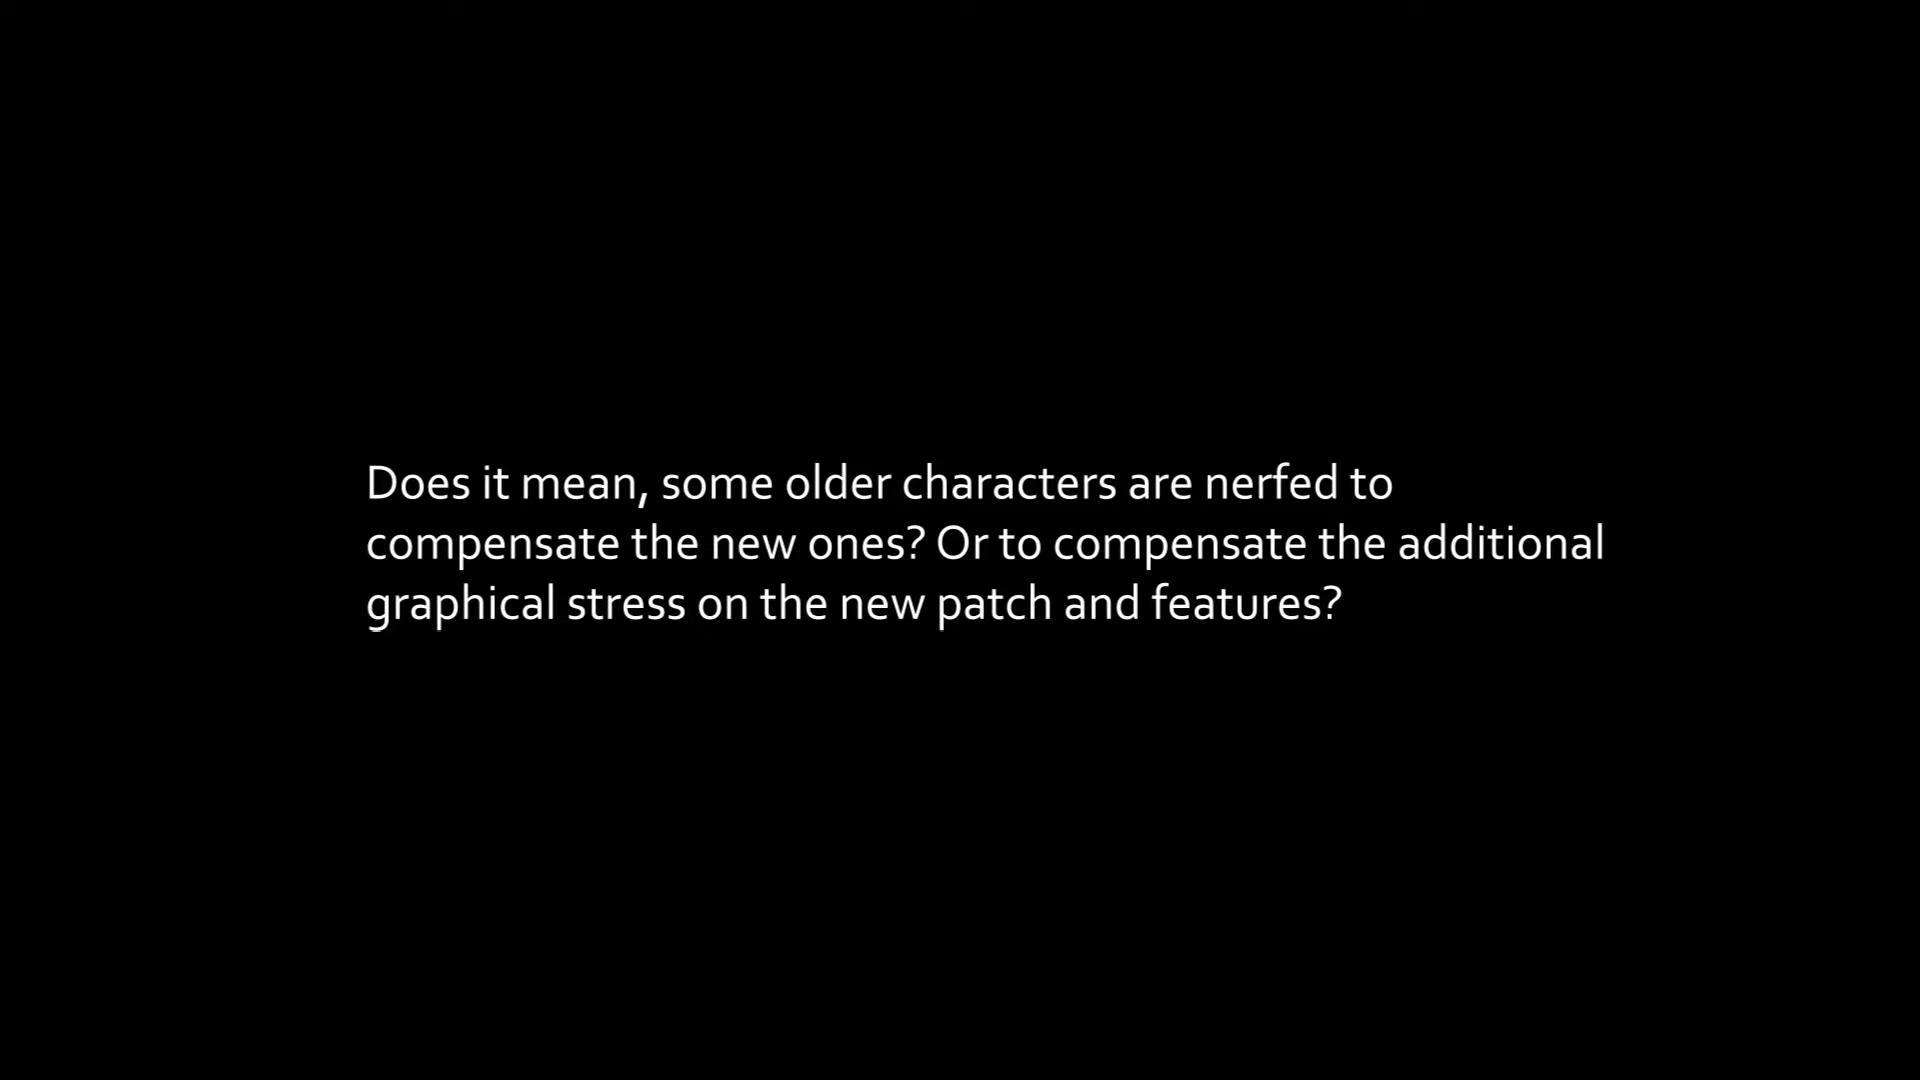 Does it mean, some older characters are nerfed to
compensate the new ones? Or to compensate the additional
graphical stress on the new patch and features?